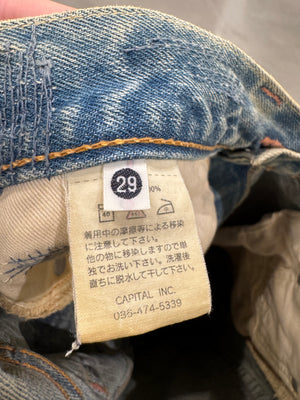 29
%
40
着用中の摩擦等による移染
に注意して下さい。
他の物に移染しますので単
独でお洗い下さい。洗濯後
直ちに脱水して干して下さい。
CAPITAL INC.
086-474-5339